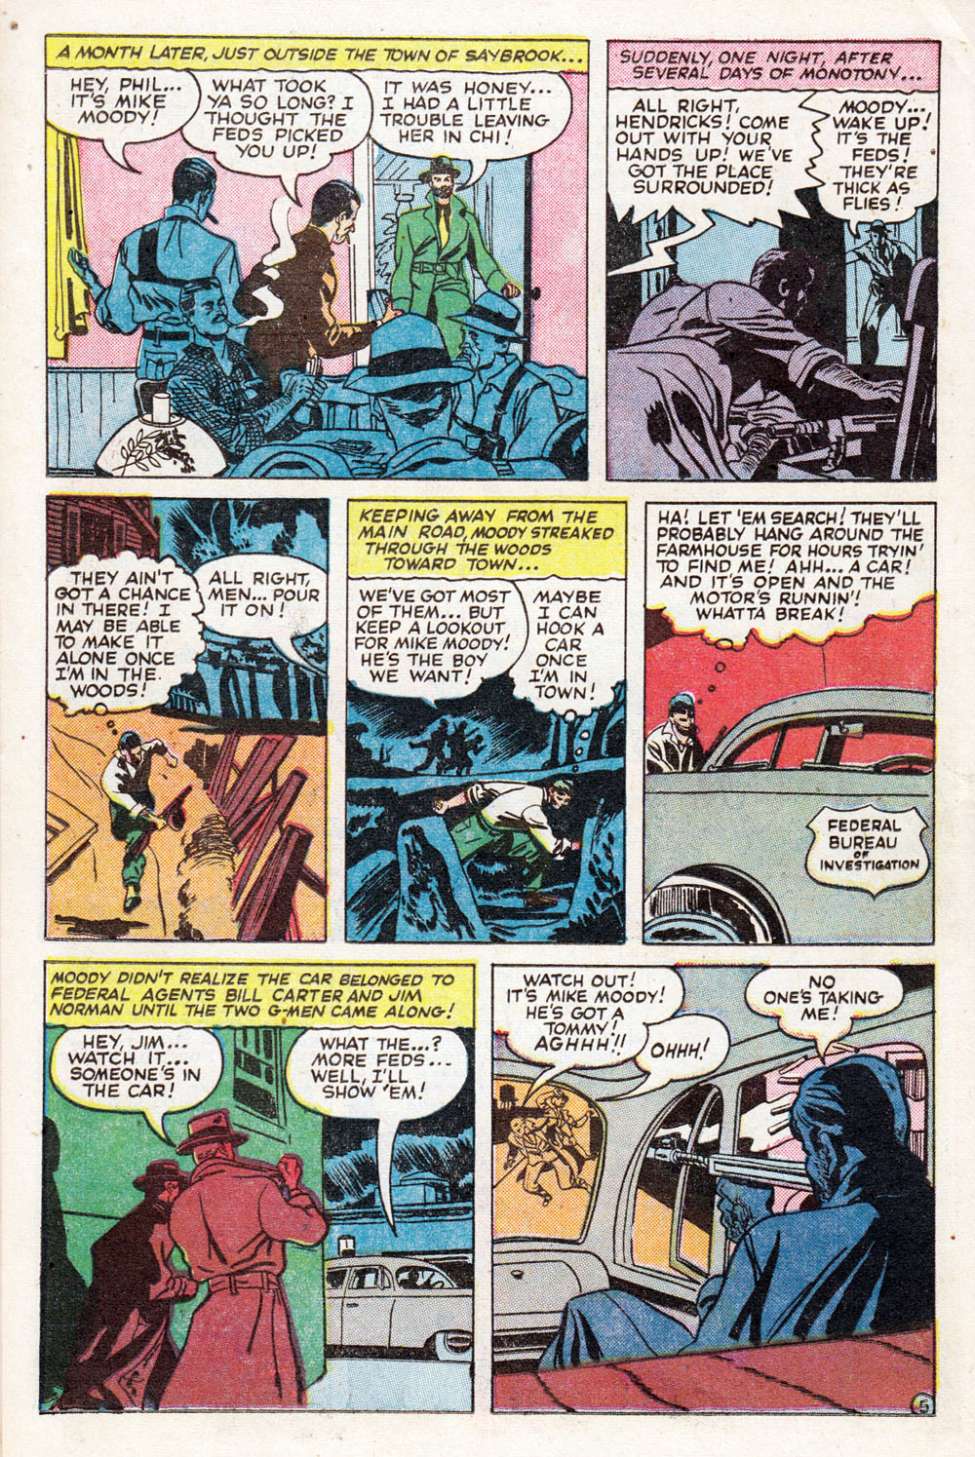 A MONTH LATER, JUST OUTSIDE THE TOWN OF SAYBROOK...
HEY, PHIL...
IT'S MIKE
MOODY!
WHAT TOOK
YA SO LONG? I
THOUGHT THE
FEDS PICKED
YOU UP!
IT WAS HONEY...
I HAD A LITTLE
TROUBLE LEAVING
HER IN CHI!
SUDDENLY, ONE NIGHT, AFTER
SEVERAL DAYS OF MONOTONY...
ALL RIGHT,
HENDRICKS! COME
OUT WITH YOUR
HANDS UP! WE'VE
GOT THE PLACE
SURROUNDED!
MOODY...
WAKE UP!
IT'S THE
FEDS!
THEY'RE
THICK AS
FLIES!
THEY AIN'T
GOT A CHANCE
IN THERE! I
MAY BE ABLE
TO MAKE IT
ALONE ONCE
I'M IN THE
WOODS!
ALL RIGHT,
MEN... POUR
IT ON!
KEEPING AWAY FROM THE
MAIN ROAD, MOODY STREAKED
THROUGH THE WOODS
TOWARD TOWN...
WE'VE GOT MOST
OF THEM... BUT
KEEP A LOOKOUT
FOR MIKE MOODY!
HE'S THE BOY
WE WANT!
MAYBE
I CAN
HOOK A
CAR
ONCE
I'M IN
TOWN!
HA! LET 'EM SEARCH! THEY'LL
PROBABLY HANG AROUND THE
FARMHOUSE FOR HOURS TRYIN'
TO FIND ME! AHH... A CAR!
AND IT'S OPEN AND THE
MOTOR'S RUNNIN'!
WHATTA BREAK!
FEDERAL
BUREAU
OF
INVESTIGATION
MOODY DIDN'T REALIZE THE CAR BELONGED TO
FEDERAL AGENTS BILL CARTER AND JIM
NORMAN UNTIL THE TWO G-MEN CAME ALONG!
HEY, JIM...
WATCH IT...
SOMEONE'S IN
THE CAR!
WHAT THE...?
MORE FEDS...
WELL, I'LL
SHOW 'EM!
WATCH OUT!
IT'S MIKE MOODY!
HE'S GOT A
TOMMY!
AGHHH!!
OHHH!
NO
ONE'S TAKING
ME!
5